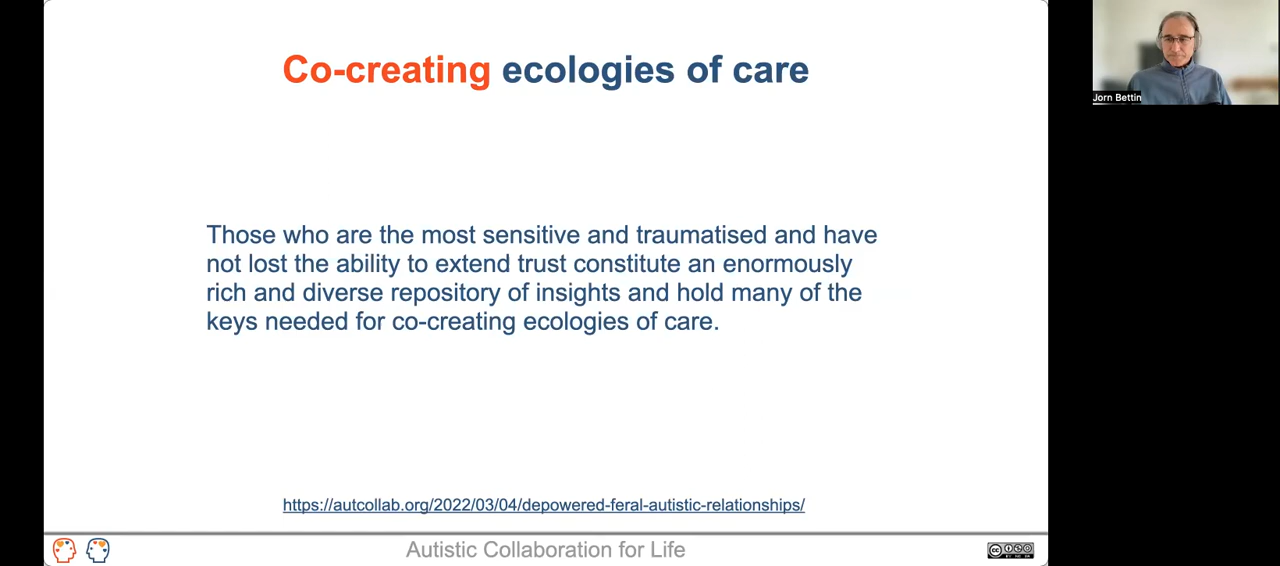 Co-creating ecologies of care
Jorn Bettin
Those who are the most sensitive and traumatised and have
not lost the ability to extend trust constitute an enormously
rich and diverse repository of insights and hold many of the
keys needed for co-creating ecologies of care.
https://autcollab.org/2022/03/04/depowered-feral-autistic-relationships/
Autistic Collaboration for Life